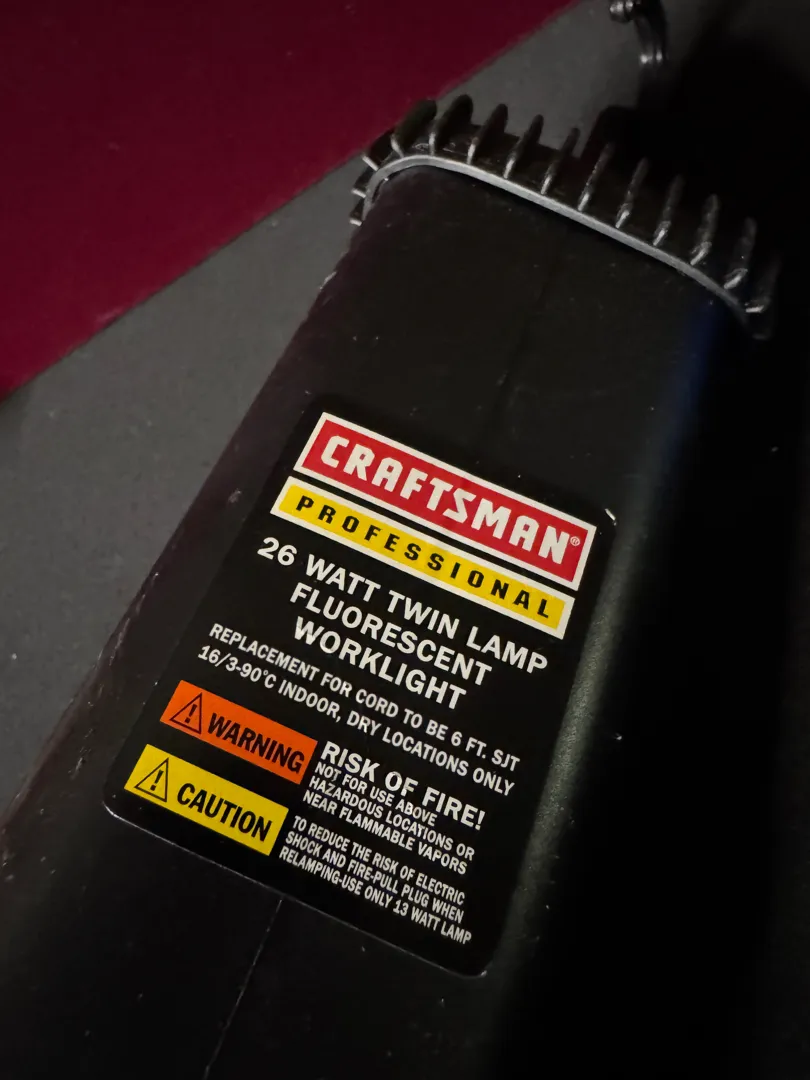 CRAFTSMAN®
PROFESSIONAL
26 WATT TWIN LAMP
FLUORESCENT
WORKLIGHT
REPLACEMENT FOR CORD TO BE 6 FT. SJT
16/3-90°C INDOOR, DRY LOCATIONS ONLY
WARNING
RISK OF FIRE!
NOT FOR USE ABOVE
HAZARDOUS LOCATIONS OR
NEAR FLAMMABLE VAPORS
CAUTION
TO REDUCE THE RISK OF ELECTRIC
SHOCK AND FIRE-PULL PLUG WHEN
RELAMPING-USE ONLY 13 WATT LAMP